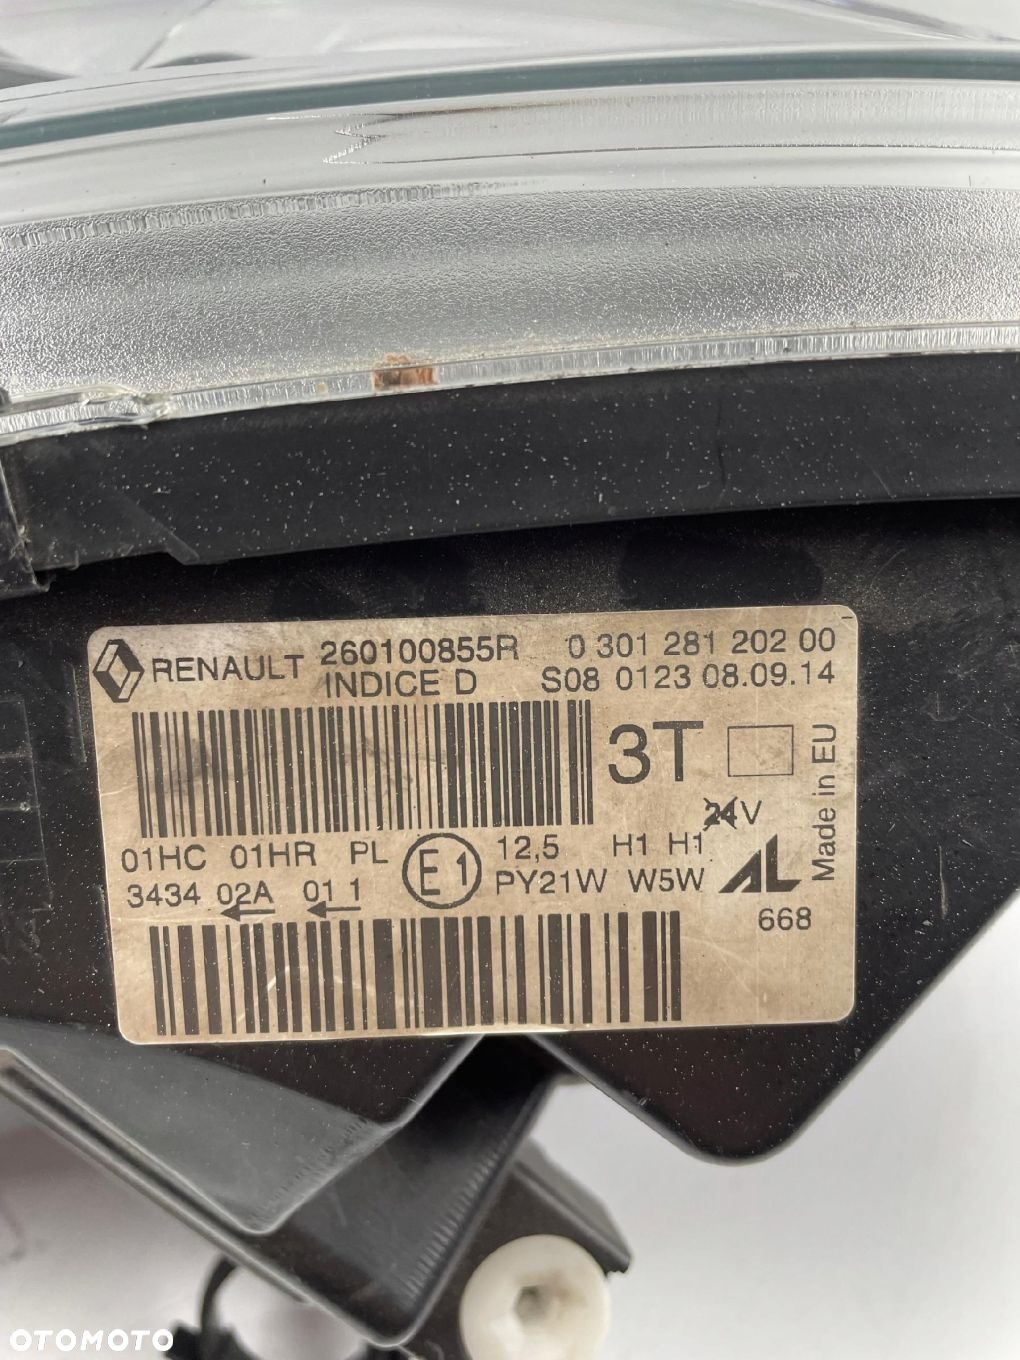 RENAULT 260100855R 0 301 281 202 00
INDICE D S08 0123 08.09.14
3T
24V
Made in EU
01HC 01HR PL E1 12,5 H1 H1
3434 02A 01 1 PY21W W5W AL
668
OTOMOTO